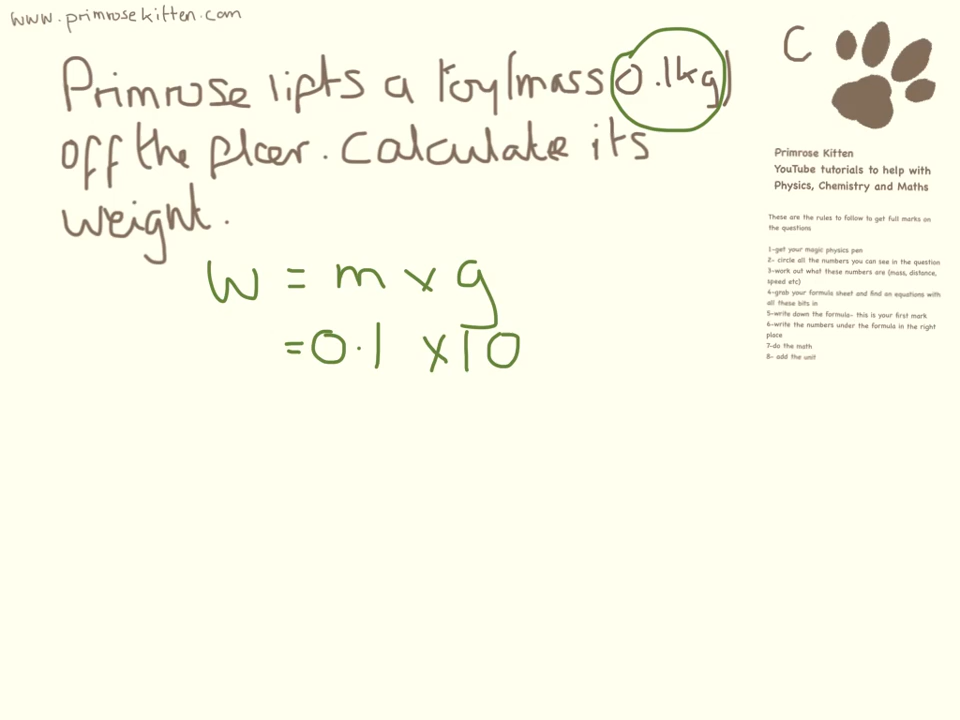 www.primrosekitten.com
C
Primrose lifts a toy(mass 0.1kg)
off the ploer. Calculate its
weight.
W = m x g
= 0.1 x 10
Primrose Kitten
YouTube tutorials to help with
Physics, Chemistry and Maths
These are the rules to follow to get full marks on
the questions
1-get your magic physics pen
2- circle all the numbers you can see in the question
3-work out what these numbers are (mass, distance,
speed etc)
4-grab your formula sheet and find an equations with
all these bits in
5-write down the formula- this is your first mark
6-write the numbers under the formula in the right
place
7-do the math
8- add the unit